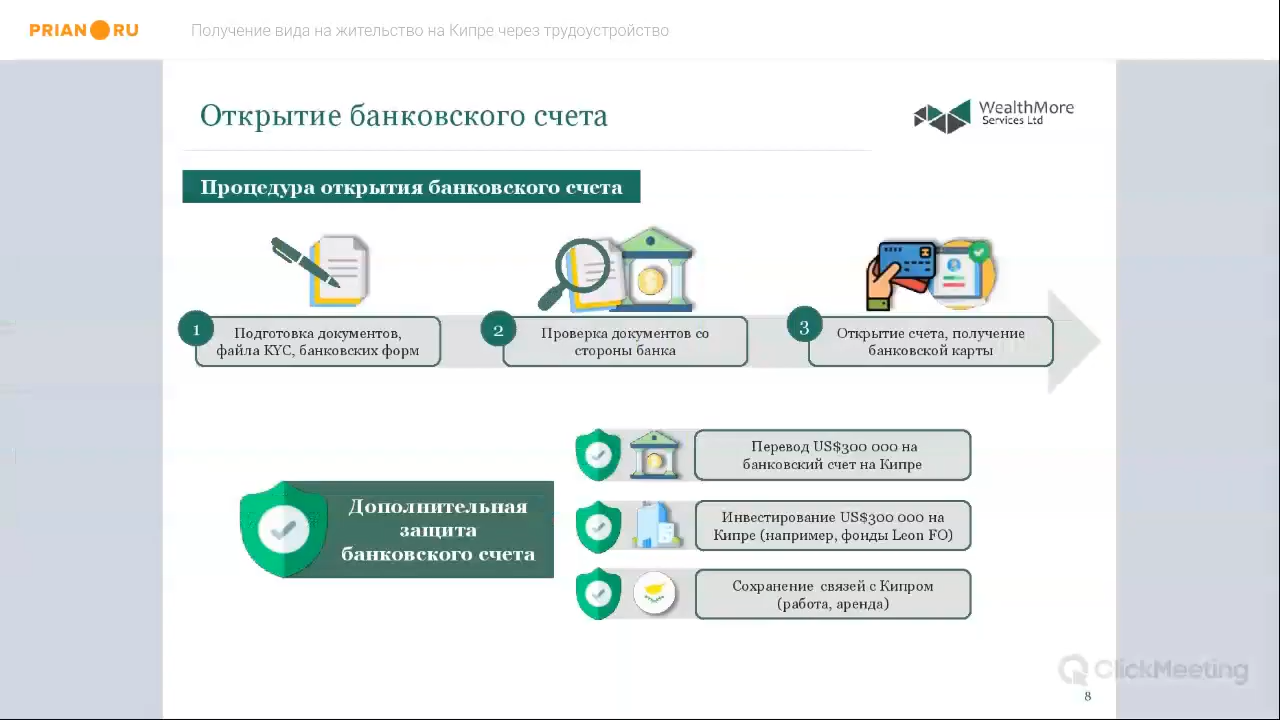 PRIAN RU
Получение вида на жительство на Кипре через трудоустройство
Открытие банковского счета
WealthMore
Services Ltd
Процедура открытия банковского счета
1
Подготовка документов,
файла KYC, банковских форм
2
Проверка документов со
стороны банка
3
Открытие счета, получение
банковской карты
Дополнительная
защита
банковского счета
Перевод US$300 000 на
банковский счет на Кипре
Инвестирование US$300 000 на
Кипре (например, фонды Leon FO)
Сохранение связей с Кипром
(работа, аренда)
ClickMeeting
8